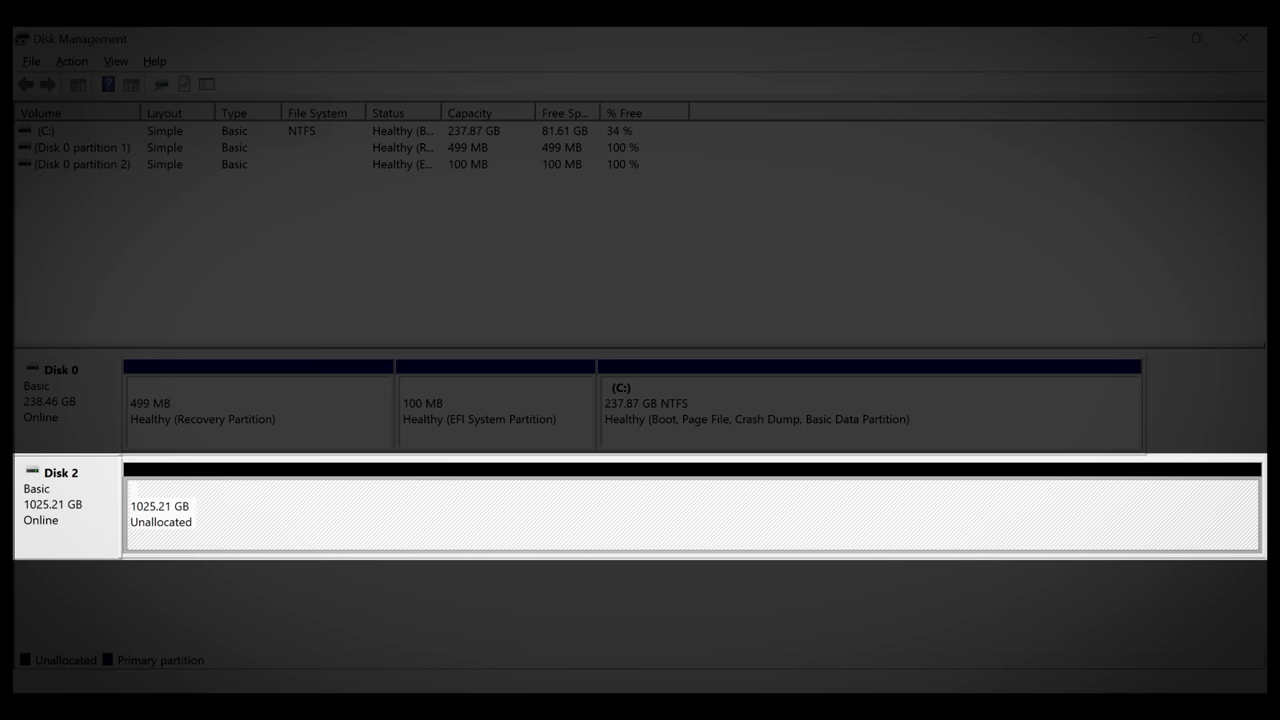 Disk Management
File Action View Help
Volume Layout Type File System Status Capacity Free Sp... % Free
(C:) Simple Basic NTFS Healthy (B... 237.87 GB 81.61 GB 34 %
(Disk 0 partition 1) Simple Basic Healthy (R... 499 MB 499 MB 100 %
(Disk 0 partition 2) Simple Basic Healthy (E... 100 MB 100 MB 100 %
Disk 0
Basic
238.46 GB
Online
499 MB
Healthy (Recovery Partition)
100 MB
Healthy (EFI System Partition)
(C:)
237.87 GB NTFS
Healthy (Boot, Page File, Crash Dump, Basic Data Partition)
Disk 2
Basic
1025.21 GB
Online
1025.21 GB
Unallocated
Unallocated Primary partition